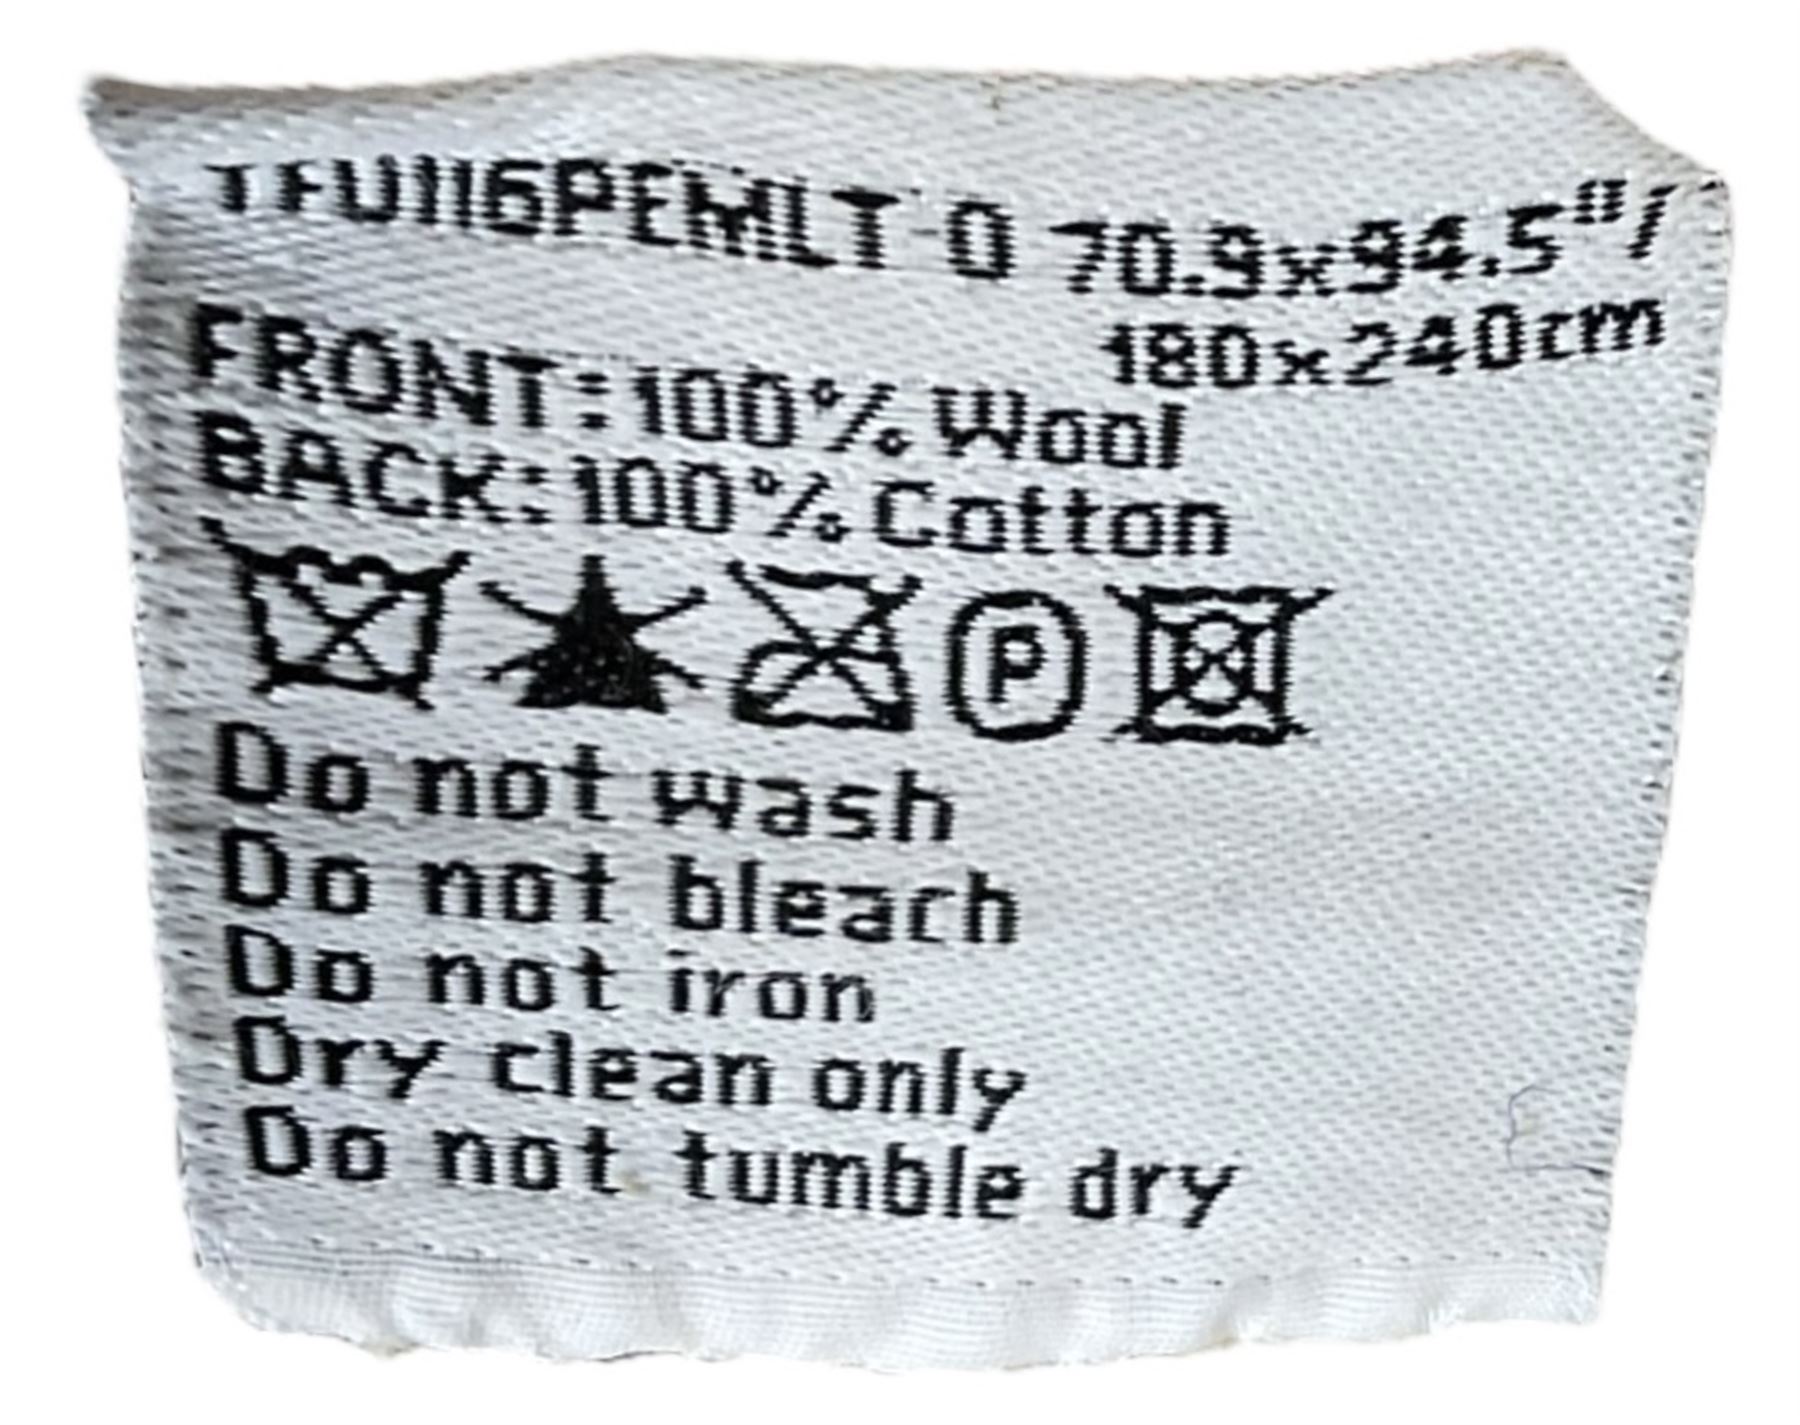 TFU116PEMLT-O 70.9x94.5"/
180x240cm
FRONT:100% Wool
BACK:100% Cotton
P
Do not wash
Do not bleach
Do not iron
Dry clean only
Do not tumble dry